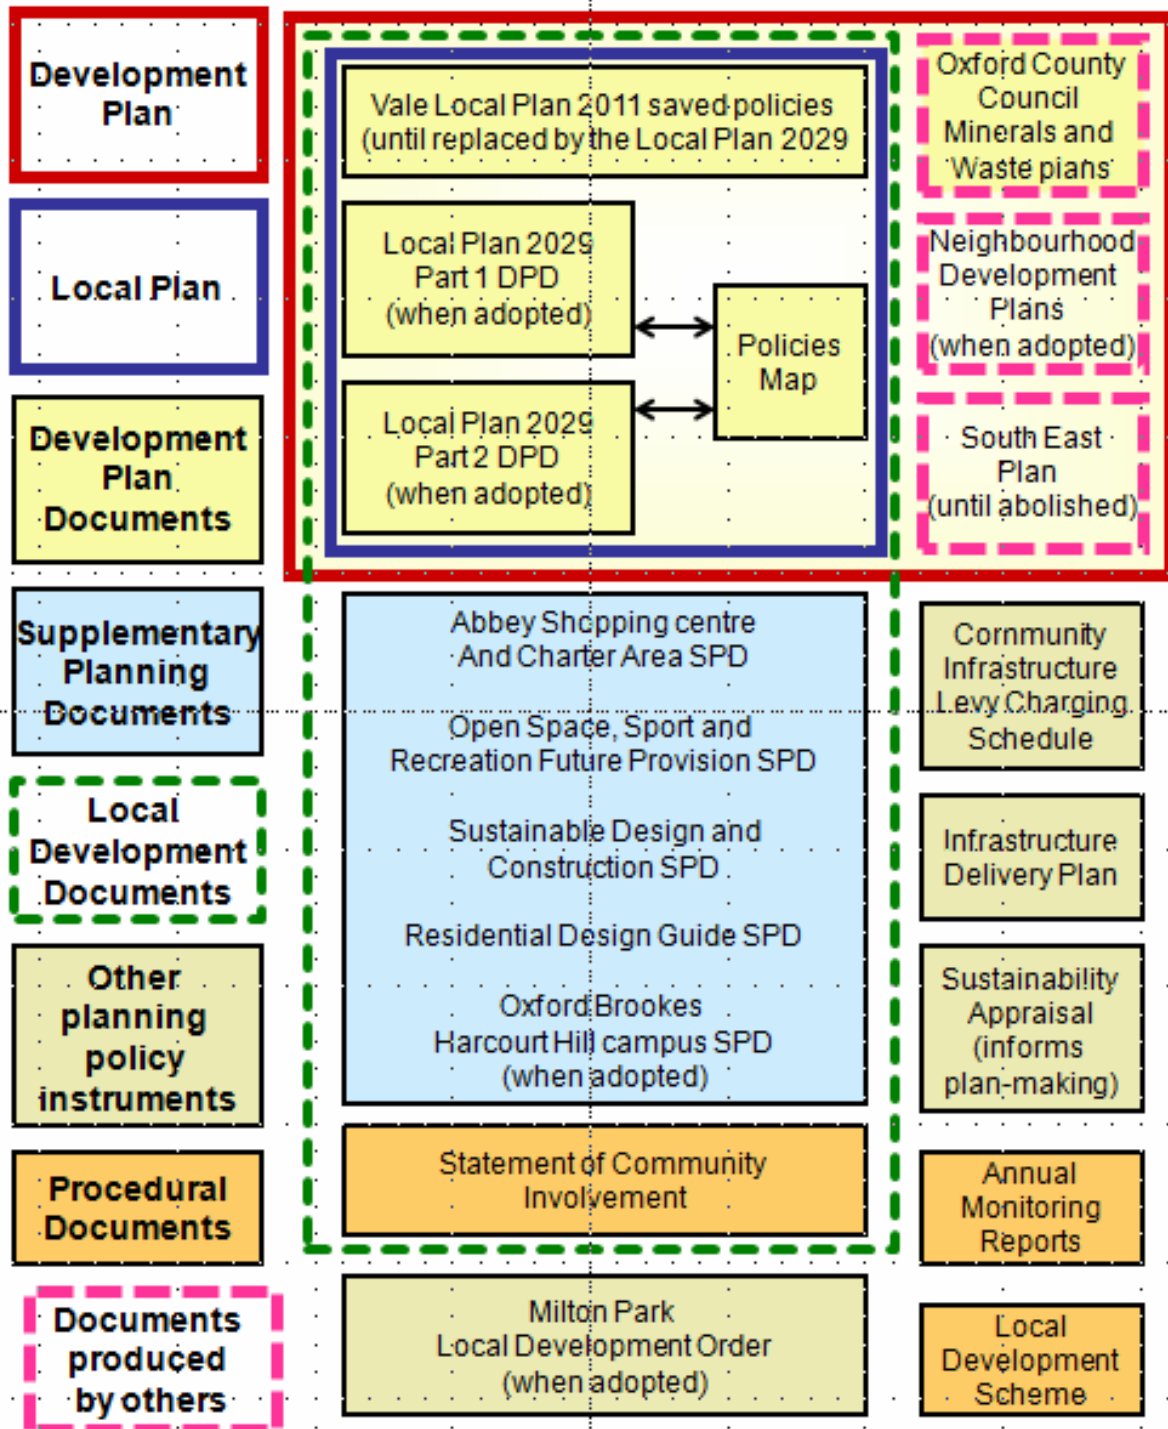 Development
Plan
Local Plan
Development
Plan
Documents
Supplementary
Planning
Documents
Local
Development
Documents
Other
planning
policy
instruments
Procedural
Documents
Documents
produced
by others
Vale Local Plan 2011 saved policies
(until replaced by the Local Plan 2029
Local Plan 2029
Part 1 DPD
(when adopted)
Policies
Map
Local Plan 2029
Part 2 DPD
(when adopted)
Abbey Shopping centre
And Charter Area SPD
Open Space, Sport and
Recreation Future Provision SPD
Sustainable Design and
Construction SPD
Residential Design Guide SPD
Oxford Brookes
Harcourt Hill campus SPD
(when adopted)
Statement of Community
Involvement
Milton Park
Local Development Order
(when adopted)
Oxford County
Council
Minerals and
Waste plans
Neighbourhood
Development
Plans
(when adopted)
South East
Plan
(until abolished)
Community
Infrastructure
Levy Charging
Schedule
Infrastructure
Delivery Plan
Sustainability
Appraisal
(informs
plan-making)
Annual
Monitoring
Reports
Local
Development
Scheme